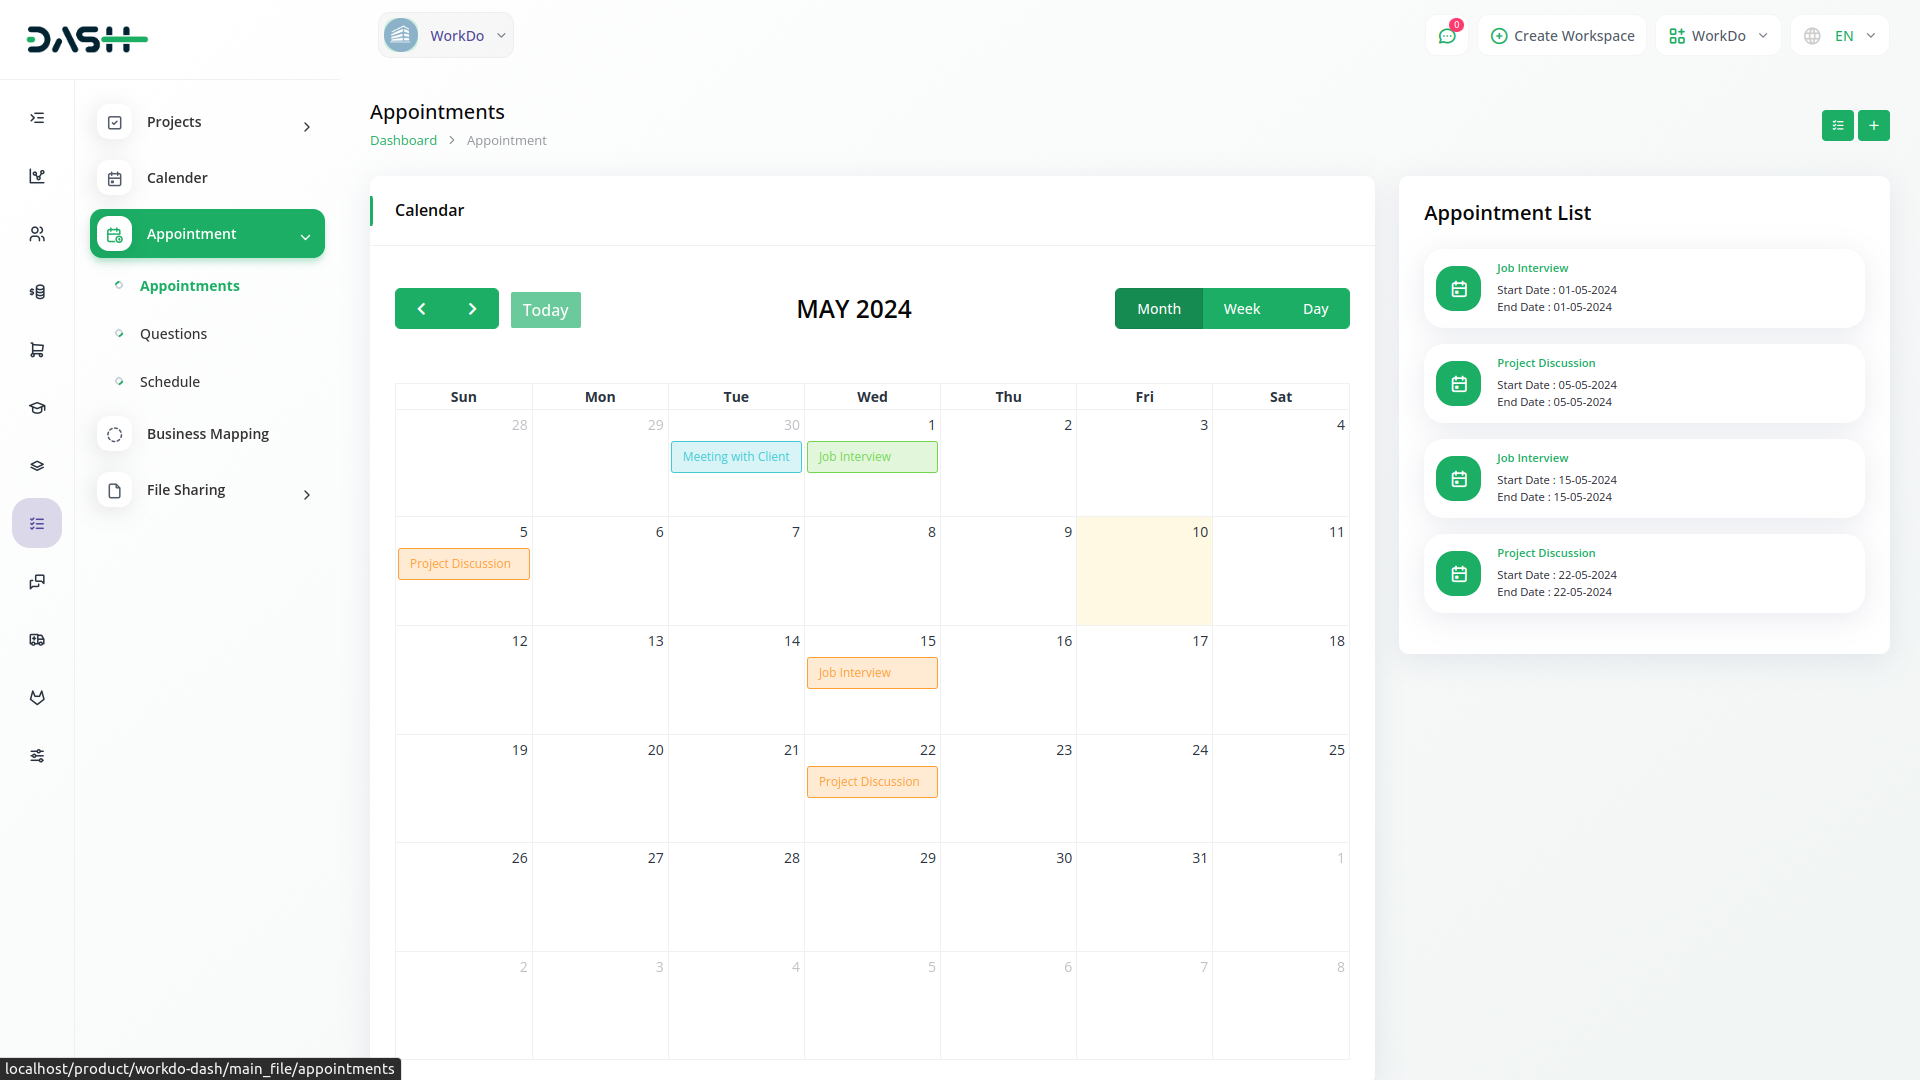 DASH
WorkDo
0
Create Workspace
WorkDo
EN
Projects
Calender
Appointment
Appointments
Questions
Schedule
Business Mapping
File Sharing
Appointments
Dashboard > Appointment
Calendar
Today
MAY 2024
Month Week Day
Sun Mon Tue Wed Thu Fri Sat
28 29 30 1 2 3 4
Meeting with Client Job Interview
5 6 7 8 9 10 11
Project Discussion
12 13 14 15 16 17 18
Job Interview
19 20 21 22 23 24 25
Project Discussion
26 27 28 29 30 31 1
2 3 4 5 6 7 8
Appointment List
Job Interview
Start Date : 01-05-2024
End Date : 01-05-2024
Project Discussion
Start Date : 05-05-2024
End Date : 05-05-2024
Job Interview
Start Date : 15-05-2024
End Date : 15-05-2024
Project Discussion
Start Date : 22-05-2024
End Date : 22-05-2024
localhost/product/workdo-dash/main_file/appointments